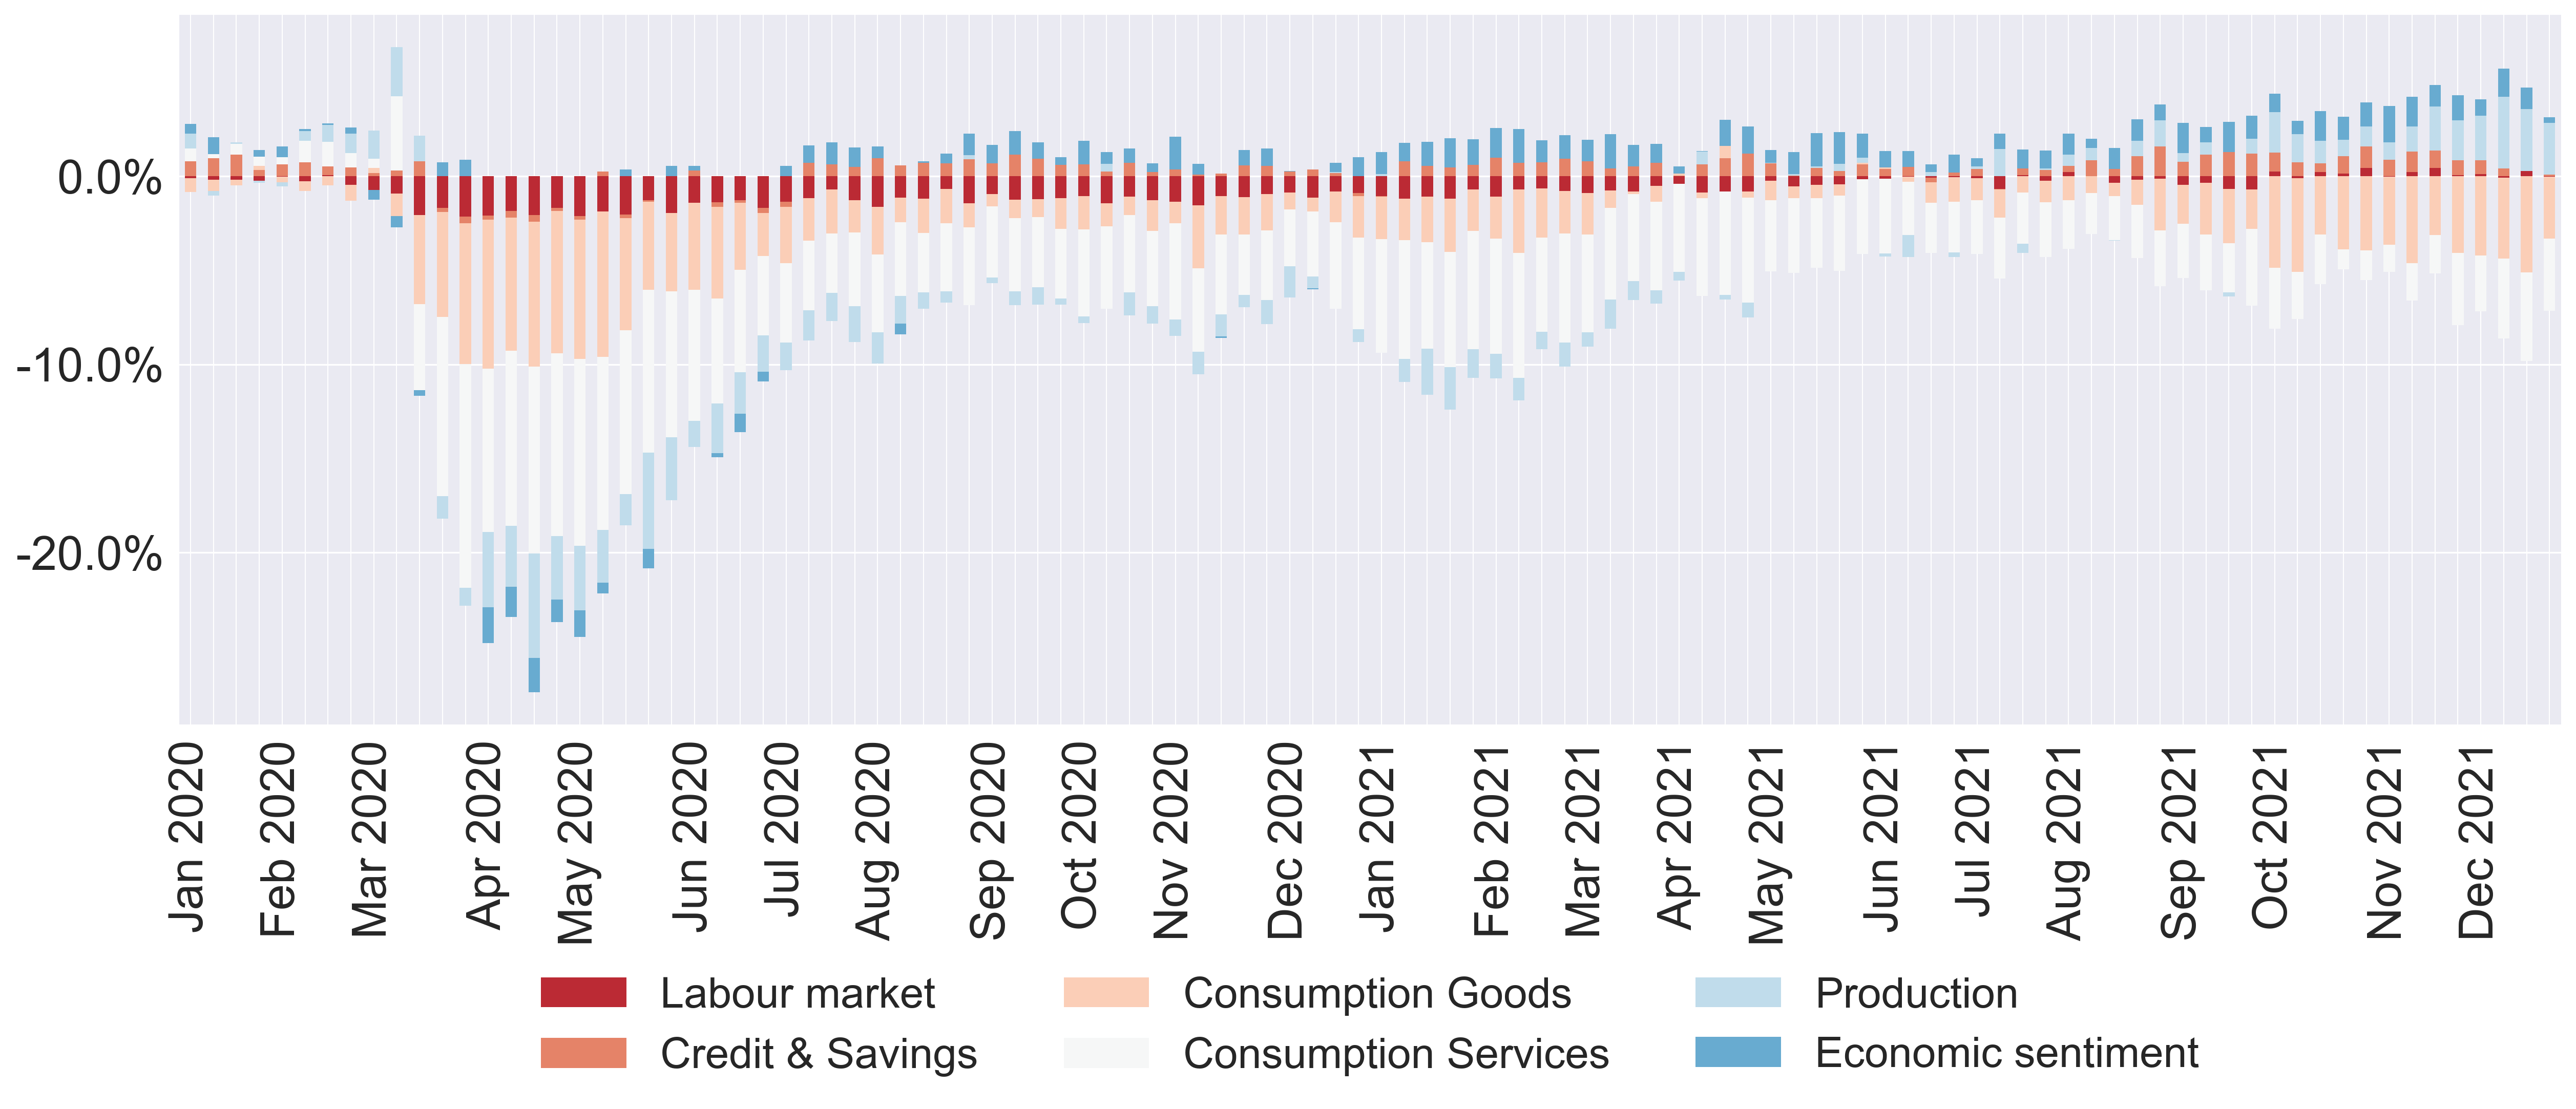 0.0%
-10.0%
-20.0%
Jan 2020
Feb 2020
Mar 2020
Apr 2020
May 2020
Jun 2020
Jul 2020
Aug 2020
Sep 2020
Oct 2020
Nov 2020
Dec 2020
Jan 2021
Feb 2021
Mar 2021
Apr 2021
May 2021
Jun 2021
Jul 2021
Aug 2021
Sep 2021
Oct 2021
Nov 2021
Dec 2021
Labour market
Consumption Goods
Production
Credit & Savings
Consumption Services
Economic sentiment